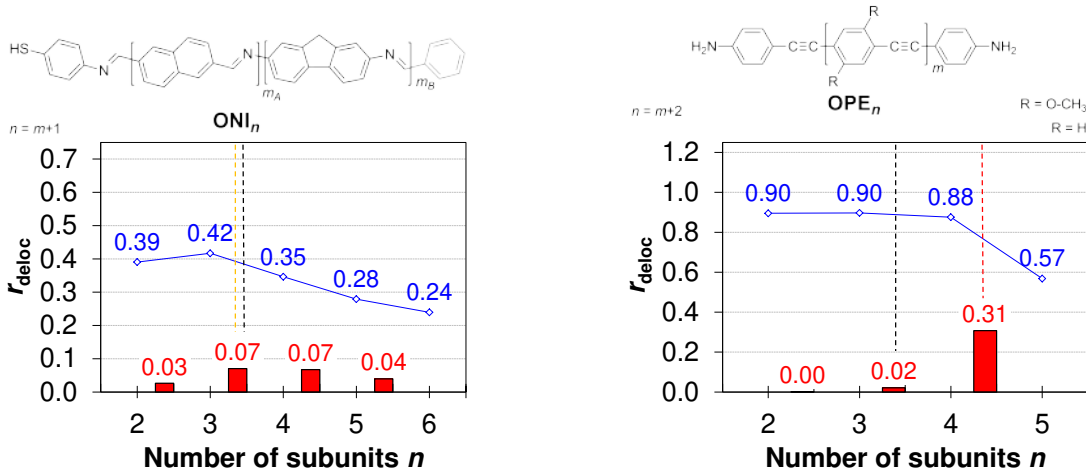 HS
N
N
m_A
N
m_B
ONI_n
n = m+1
0.7
0.6
0.5
0.4
0.3
0.2
0.1
0.0
r_deloc
0.39
0.42
0.35
0.28
0.24
0.03
0.07
0.07
0.04
2 3 4 5 6
Number of subunits n
H₂N
R
R
m
NH₂
OPE_n
n = m+2
R = O-CH₃
R = H
1.2
1.0
0.8
0.6
0.4
0.2
0.0
r_deloc
0.90
0.90
0.88
0.57
0.00
0.02
0.31
2 3 4 5
Number of subunits n